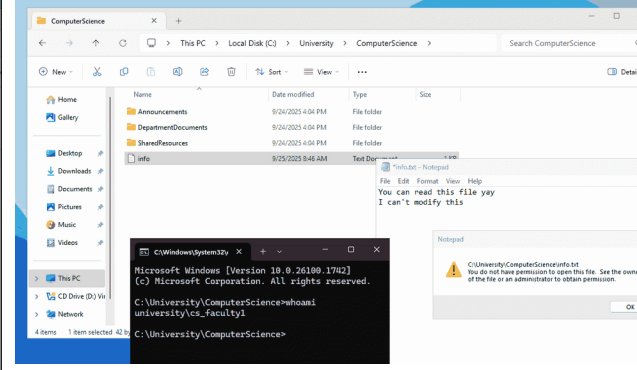 ComputerScience
This PC > Local Disk (C:) > University > ComputerScience >
Search ComputerScience
New
Sort
View
Name
Date modified
Type
Size
Home
Gallery
Desktop
Downloads
Documents
Pictures
Music
Videos
This PC
CD Drive (D:) Vir
Network
Announcements 9/24/2025 4:04 PM File folder
DepartmentDocuments 9/24/2025 4:04 PM File folder
SharedResources 9/24/2025 4:04 PM File folder
info 9/25/2025 8:46 AM Text Document 1 KB
4 items 1 item selected 42 by
*info.txt - Notepad
File Edit Format View Help
You can read this file yay
I can't modify this
Notepad
C:\University\ComputerScience\info.txt
You do not have permission to open this file. See the owne
of the file or an administrator to obtain permission.
OK
C:\Windows\System32\
Microsoft Windows [Version 10.0.26100.1742]
(c) Microsoft Corporation. All rights reserved.
C:\University\ComputerScience>whoami
university\cs_faculty1
C:\University\ComputerScience>